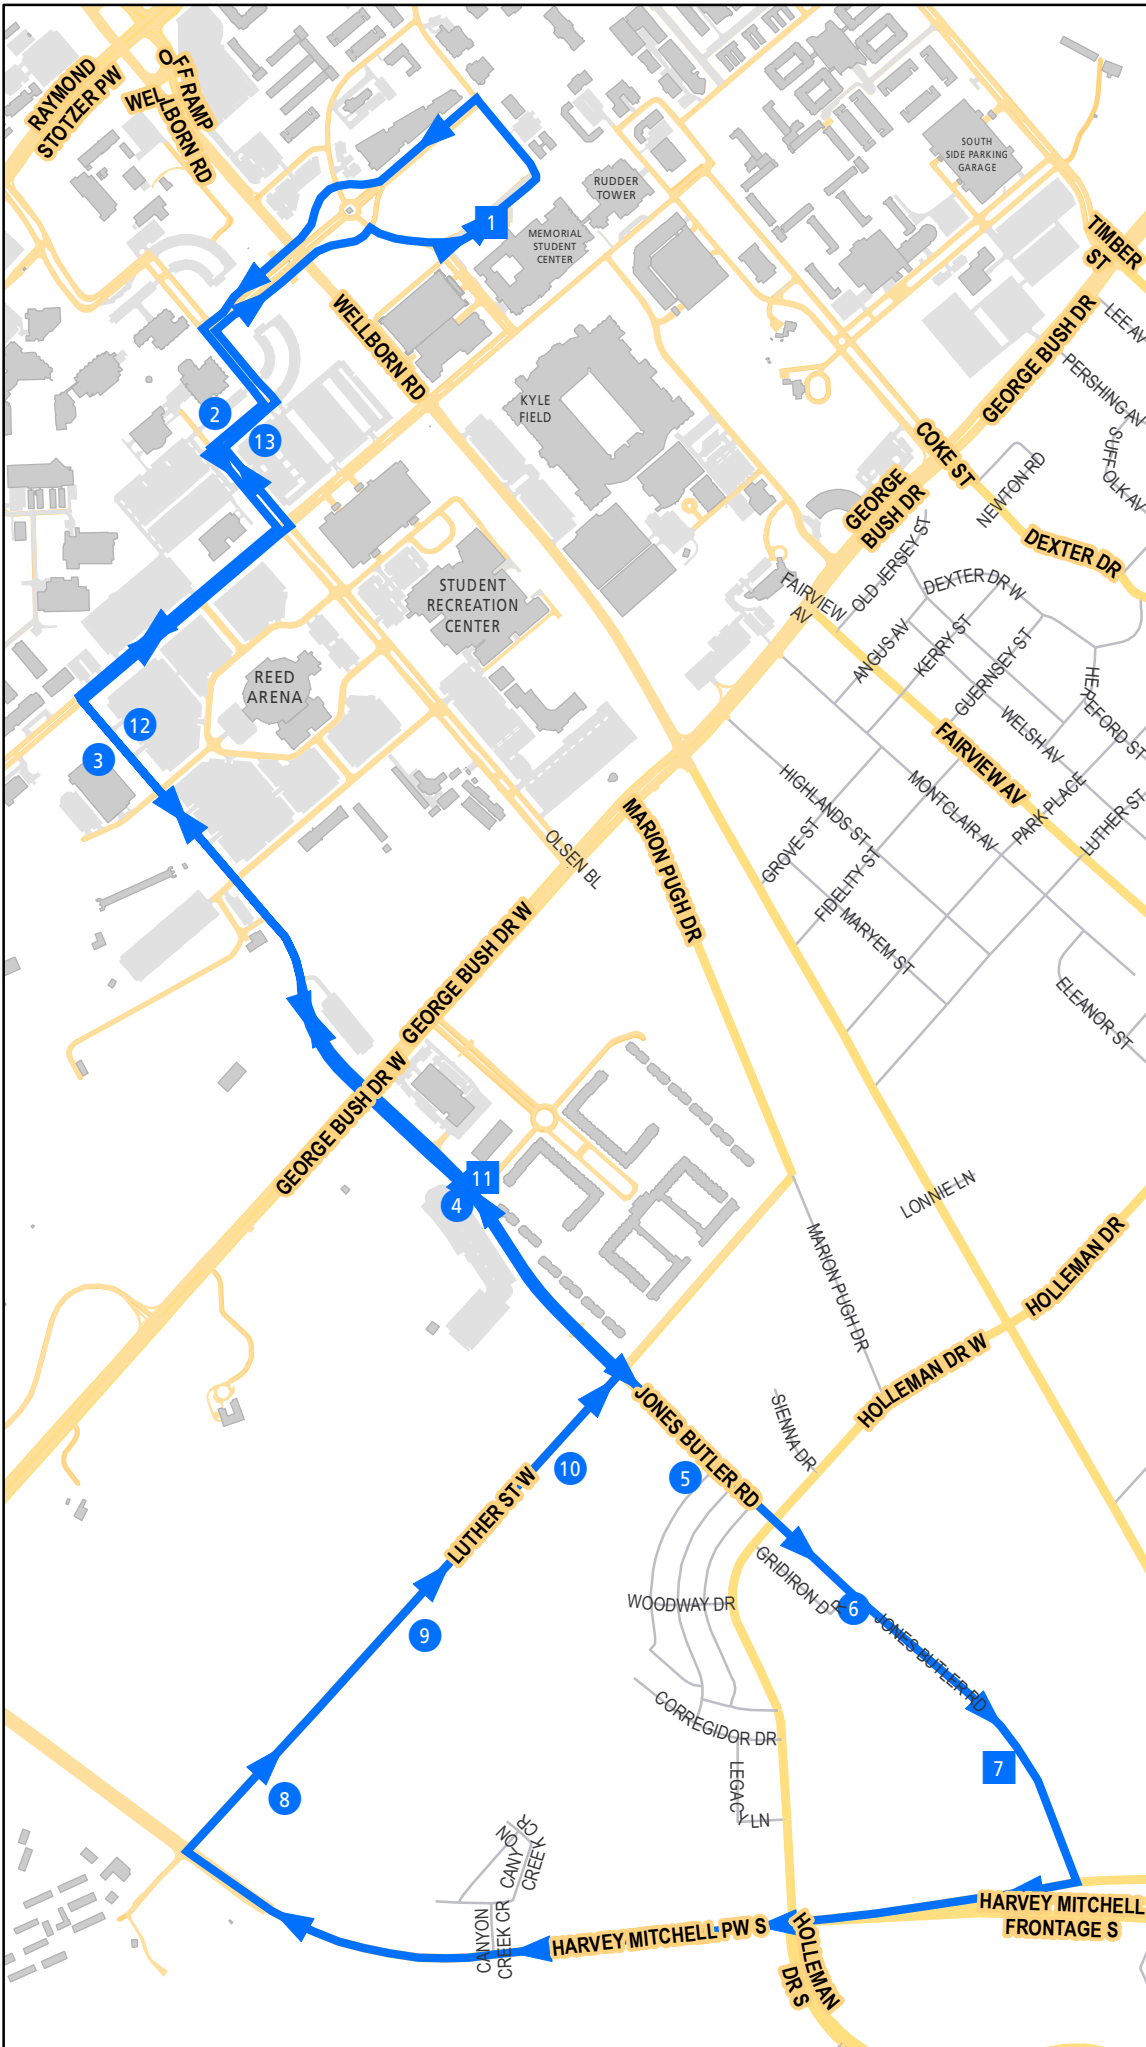 RAYMOND
STOTZER PW
OFF RAMP
WELLBORN RD
SOUTH
SIDE PARKING
GARAGE
RUDDER
TOWER
1
MEMORIAL
STUDENT
CENTER
TIMBER
ST
WELLBORN RD
GEORGE BUSH DR
LEE AV
PERSHING AV
SUFFOLK AV
KYLE
FIELD
2
13
COKE ST
NEWTON RD
GEORGE
BUSH DR
DEXTER DR
OLD JERSEY ST
DEXTER DR W
FAIRVIEW
AV
STUDENT
RECREATION
CENTER
ANGUS AV
KERRY ST
GUERNSEY ST
HEREFORD ST
REED
ARENA
12
3
WELSH AV
FAIRVIEW AV
HIGHLANDS ST
MONTCLAIR AV
PARK PLACE
LUTHER ST
GROVE ST
FIDELITY ST
MARYEM ST
OLSEN BL
MARION PUGH DR
ELEANOR ST
GEORGE BUSH DR W
GEORGE BUSH DR W
11
4
LONNIE LN
MARION PUGH DR
HOLLEMAN DR
HOLLEMAN DR W
SIENNA DR
JONES BUTLER RD
10
5
LUTHER ST W
GRIDIRON DR
WOODWAY DR
6
9
JONES BUTLER RD
CORREGIDOR DR
LEGACY LN
7
8
CANYON
CREEK CR
CANYON
CREEK CR
HARVEY MITCHELL PW S
HARVEY MITCHELL
FRONTAGE S
HOLLEMAN
DR S